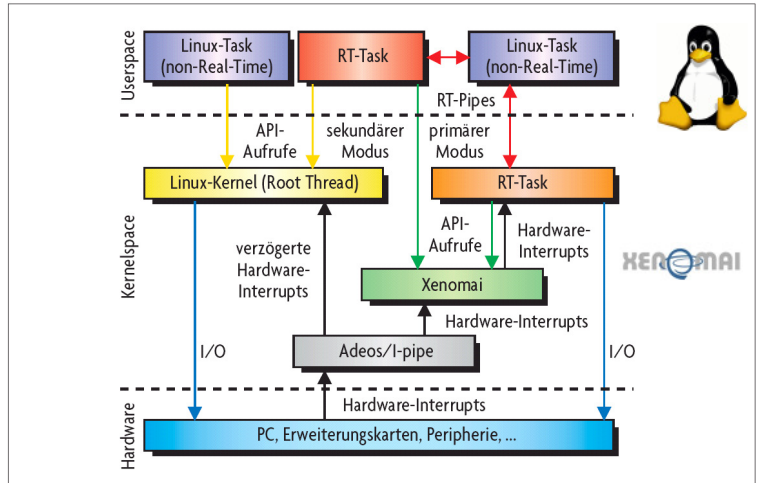 Userspace
Linux-Task
(non-Real-Time)
RT-Task
Linux-Task
(non-Real-Time)
RT-Pipes
API-
Aufrufe
sekundärer
Modus
primärer
Modus
Kernelspace
Linux-Kernel (Root Thread)
RT-Task
verzögerte
Hardware-
Interrupts
API-
Aufrufe
Hardware-
Interrupts
XENOMAI
Xenomai
Hardware-Interrupts
I/O
Adeos/I-pipe
I/O
Hardware
Hardware-Interrupts
PC, Erweiterungskarten, Peripherie, ...